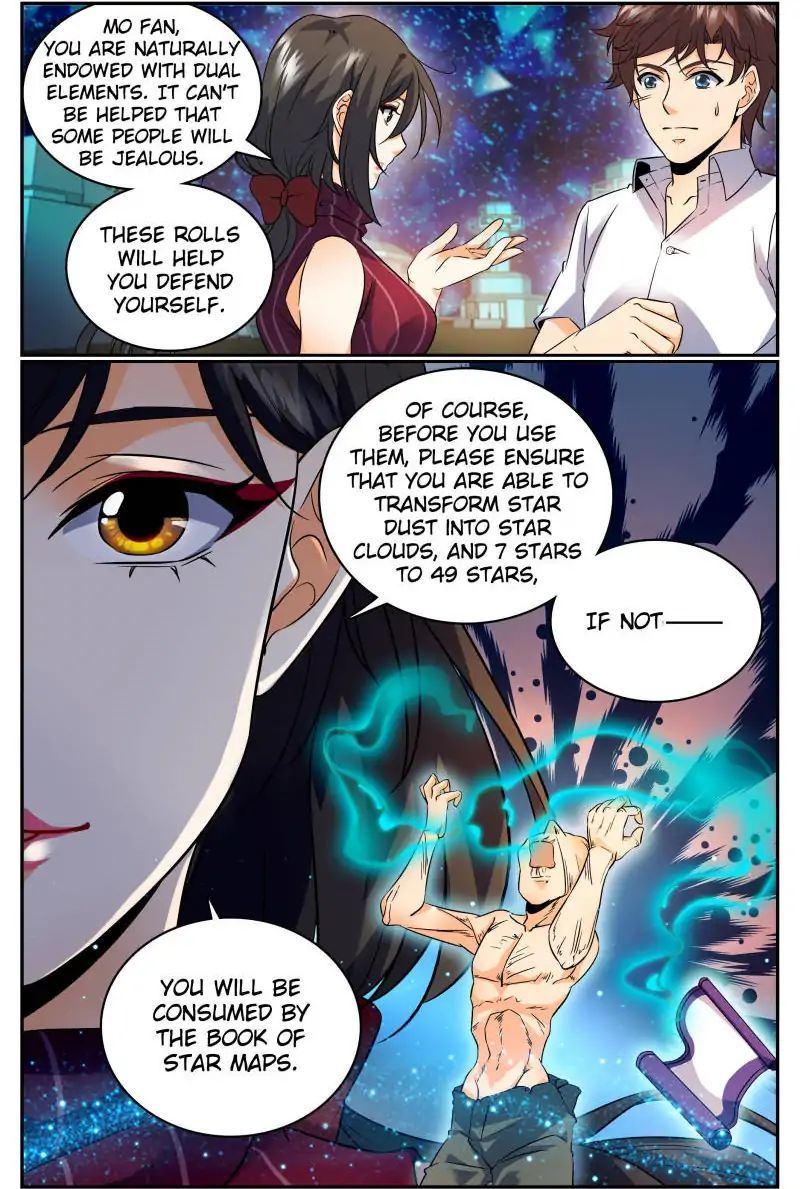 MO FAN,
YOU ARE NATURALLY
ENDOWED WITH DUAL
ELEMENTS. IT CAN'T
BE HELPED THAT
SOME PEOPLE WILL
BE JEALOUS.
THESE ROLLS
WILL HELP
YOU DEFEND
YOURSELF.
OF COURSE,
BEFORE YOU USE
THEM, PLEASE ENSURE
THAT YOU ARE ABLE TO
TRANSFORM STAR
DUST INTO STAR
CLOUDS, AND 7 STARS
TO 49 STARS,
IF NOT——
YOU WILL BE
CONSUMED BY
THE BOOK OF
STAR MAPS.